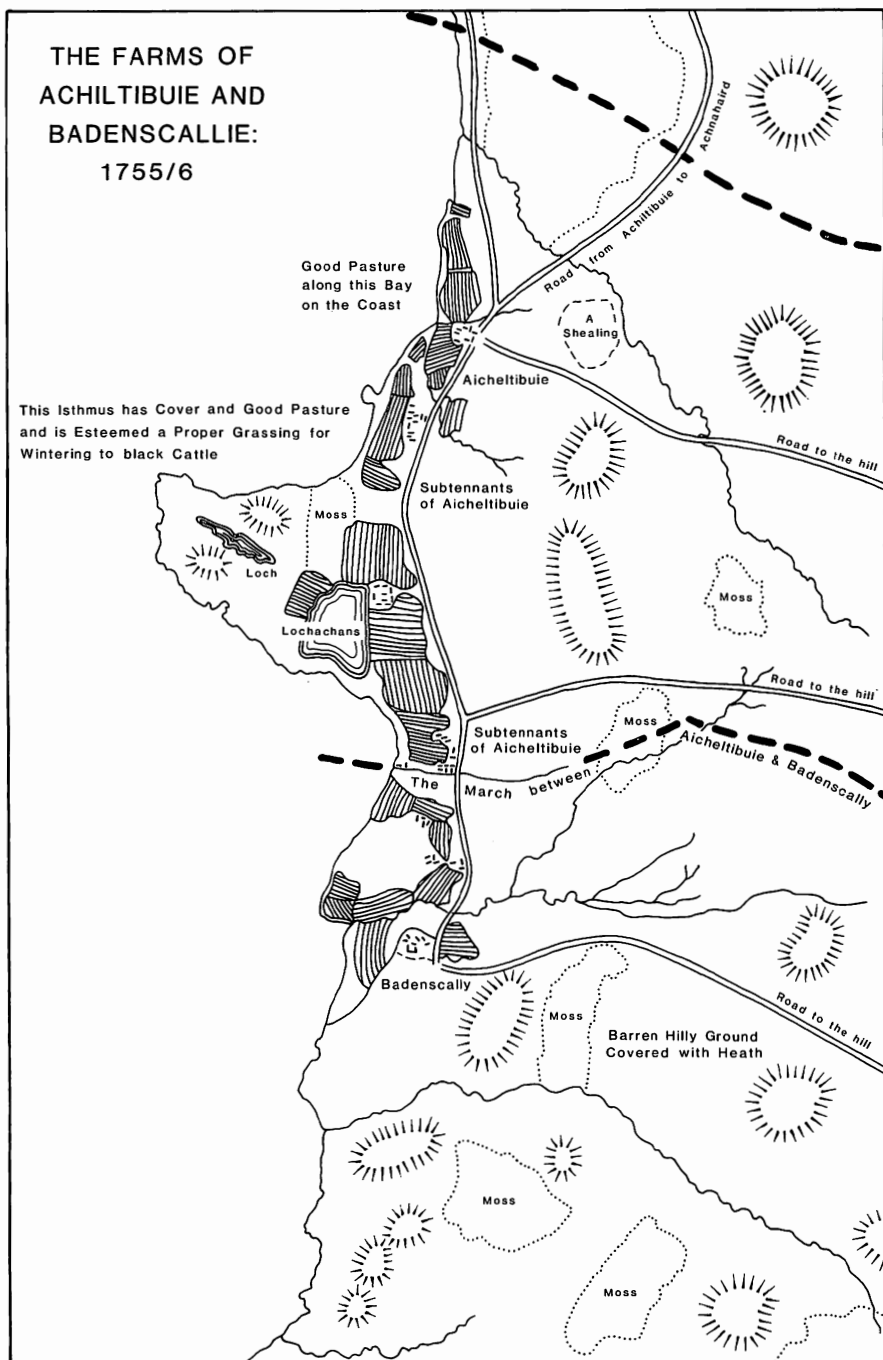 THE FARMS OF
ACHILTIBUIE AND
BADENSCALLIE:
1755/6
Road from Achiltibuie to Achnahaird
Good Pasture
along this Bay
on the Coast
A
Shealing
Aicheltibuie
This Isthmus has Cover and Good Pasture
and is Esteemed a Proper Grassing for
Wintering to black Cattle
Road to the hill
Subtennants
of Aicheltibuie
Moss
Loch
Moss
Lochachans
Road to the hill
Moss
Subtennants
of Aicheltibuie
The March between Aicheltibuie & Badenscally
Badenscally
Moss
Road to the hill
Barren Hilly Ground
Covered with Heath
Moss
Moss